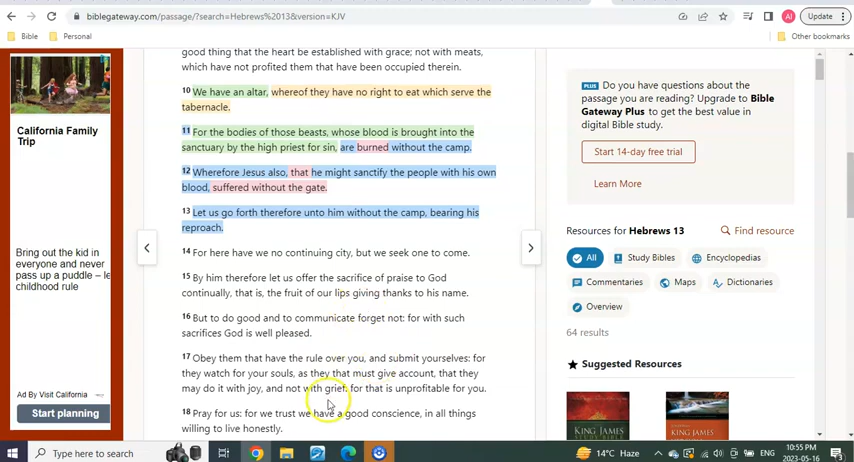 biblegateway.com/passage/?search=Hebrews%2013&version=KJV
AI
Update
Bible
Personal
Other bookmarks
good thing that the heart be established with grace; not with meats,
which have not profited them that have been occupied therein.
10 We have an altar, whereof they have no right to eat which serve the
tabernacle.
11 For the bodies of those beasts, whose blood is brought into the
sanctuary by the high priest for sin, are burned without the camp.
12 Wherefore Jesus also, that he might sanctify the people with his own
blood, suffered without the gate.
13 Let us go forth therefore unto him without the camp, bearing his
reproach.
14 For here have we no continuing city, but we seek one to come.
15 By him therefore let us offer the sacrifice of praise to God
continually, that is, the fruit of our lips giving thanks to his name.
16 But to do good and to communicate forget not: for with such
sacrifices God is well pleased.
17 Obey them that have the rule over you, and submit yourselves: for
they watch for your souls, as they that must give account, that they
may do it with joy, and not with grief: for that is unprofitable for you.
18 Pray for us: for we trust we have a good conscience, in all things
willing to live honestly.
California Family
Trip
Bring out the kid in
everyone and never
pass up a puddle – le
childhood rule
Ad By Visit California
Start planning
PLUS Do you have questions about the
passage you are reading? Upgrade to Bible
Gateway Plus to get the best value in
digital Bible study.
Start 14-day free trial
Learn More
Resources for Hebrews 13
Find resource
All
Study Bibles
Encyclopedias
Commentaries
Maps
Dictionaries
Overview
64 results
Suggested Resources
KING JAMES
KING JAMES
Type here to search
14°C Haze
ENG
10:55 PM
2023-05-16
3